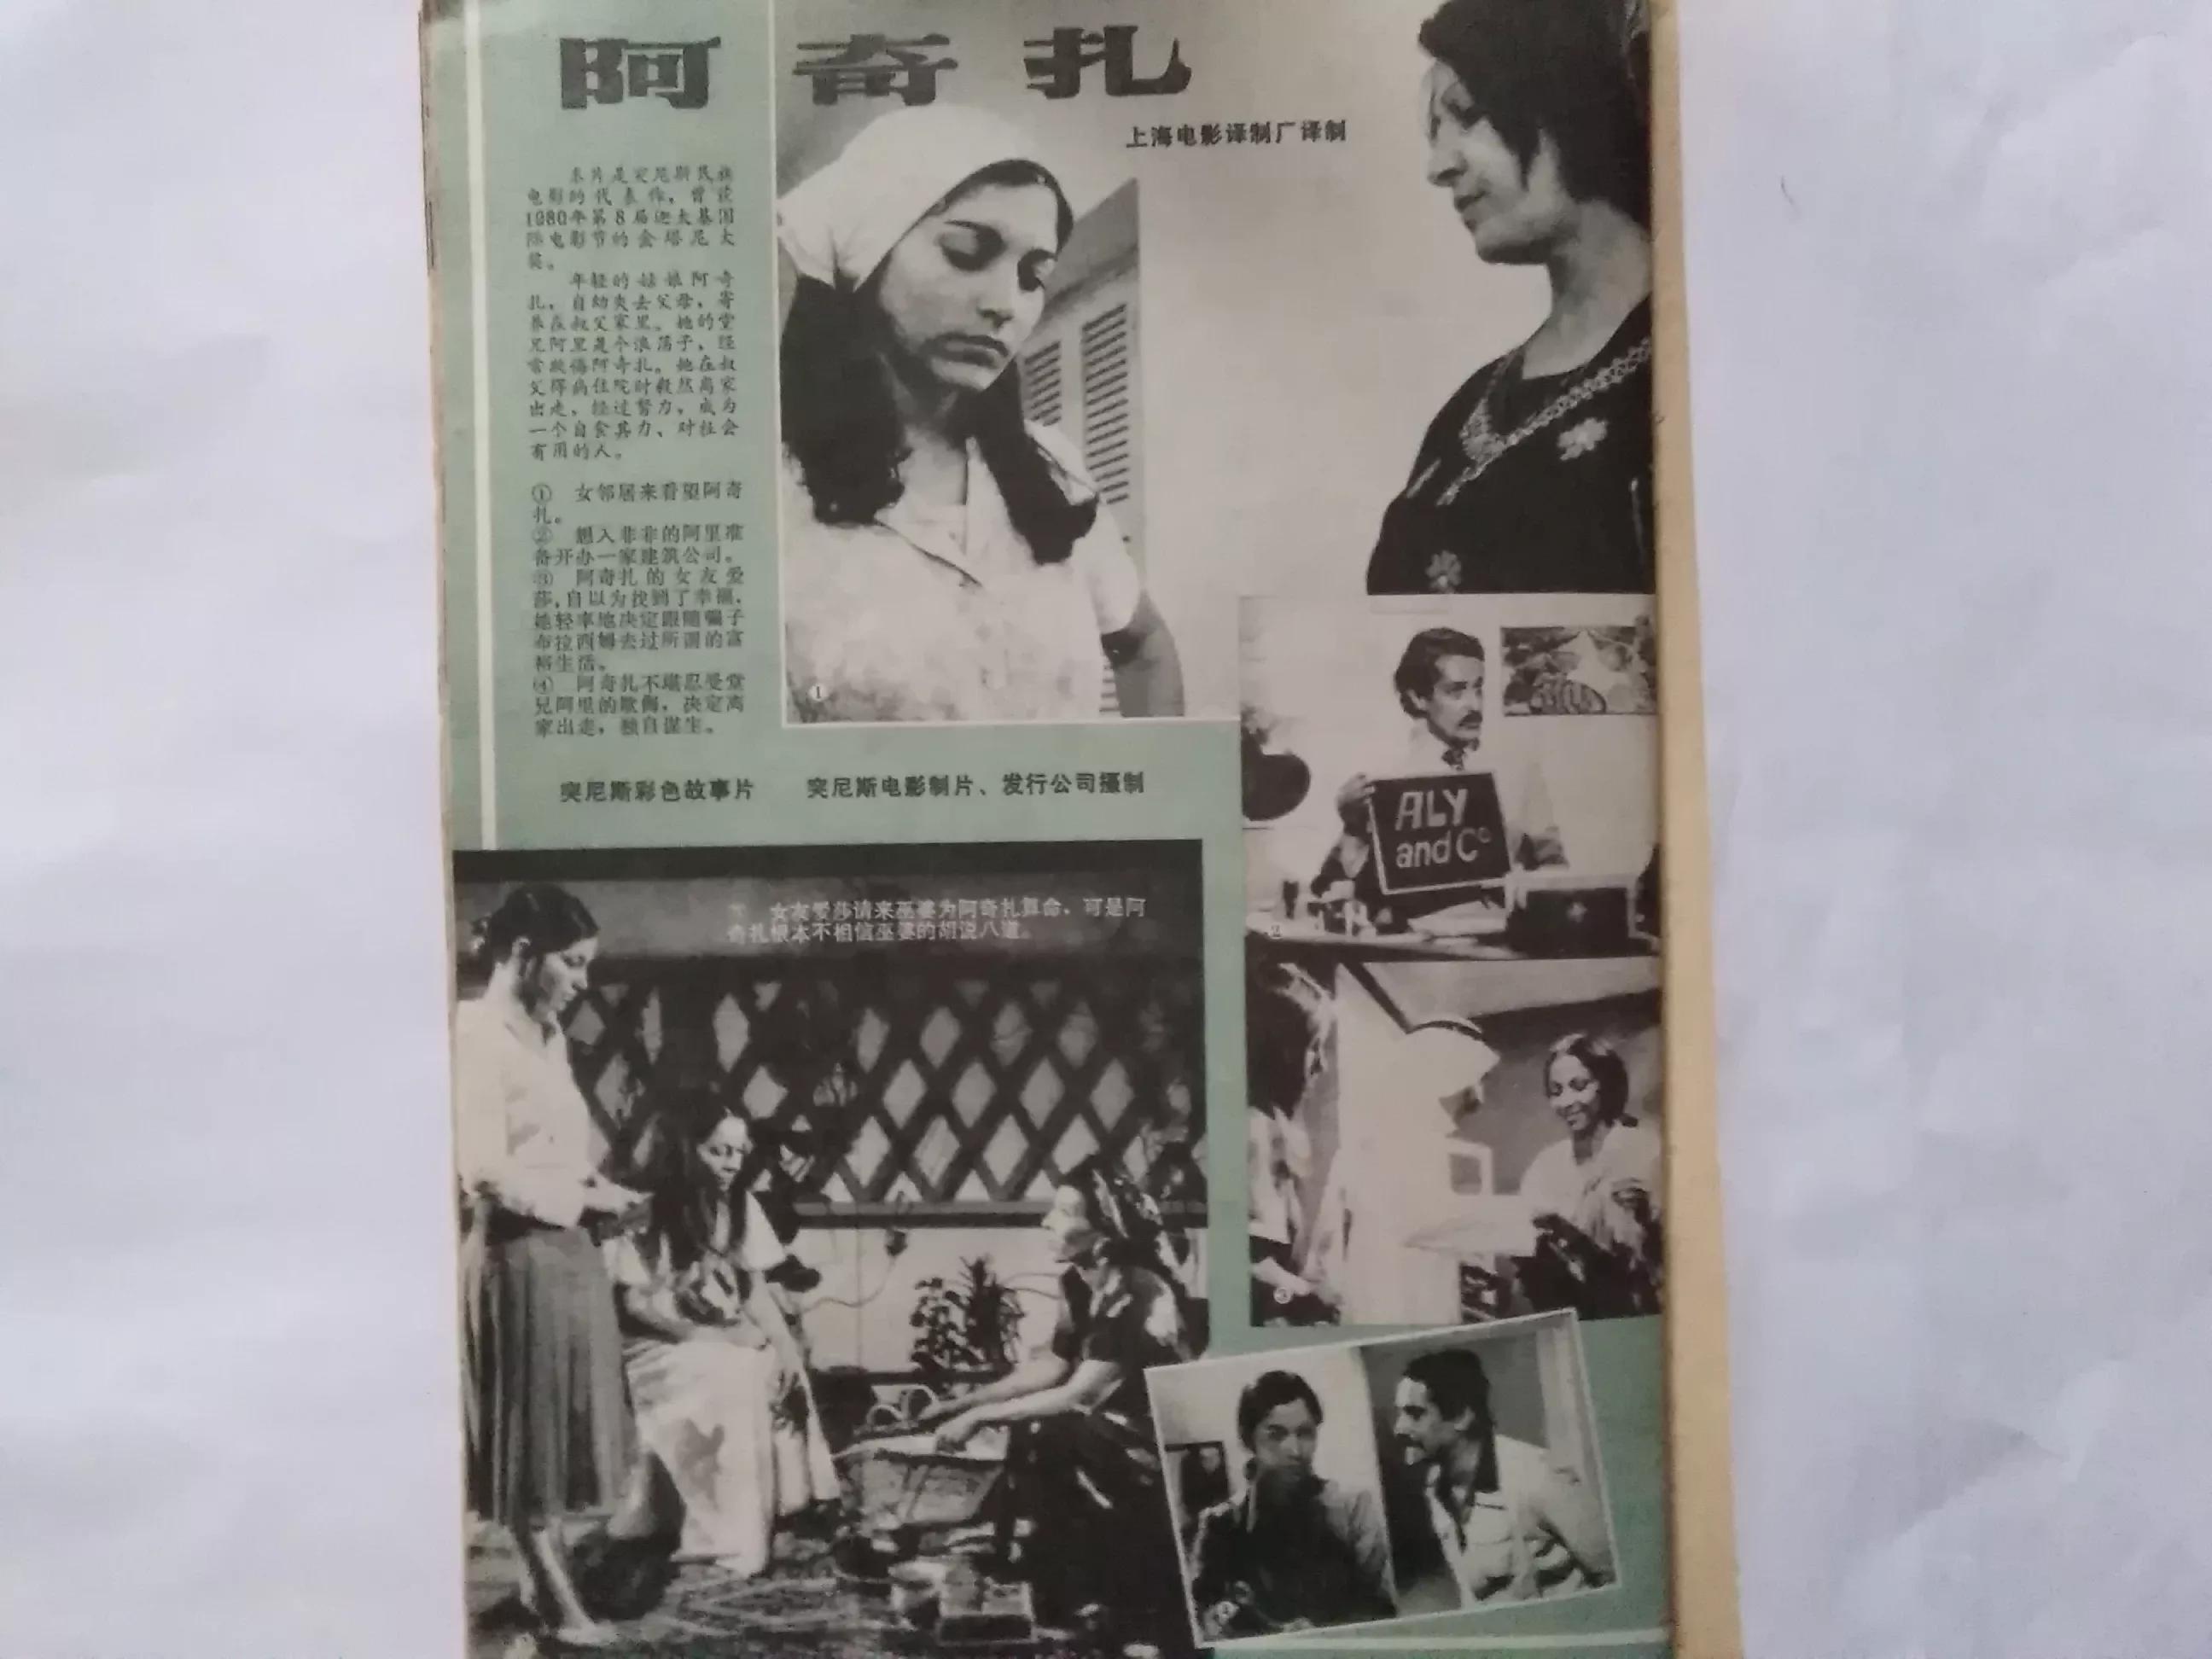 阿奇扎
上海电影译制厂译制
本片是突尼斯民族
电影的代表作，曾获
1980年第8届迦太基国
际电影节的金塔尼大
奖。
年轻的姑娘阿奇
扎，自幼失去父母，寄
养在叔父家里。她的堂
兄阿里是个浪荡子，经
常欺侮阿奇扎。她在叔
父得病住院时毅然离家
出走，经过努力，成为
一个自食其力、对社会
有用的人。
① 女邻居来看望阿奇
扎。
② 想入非非的阿里准
备开办一家建筑公司。
③ 阿奇扎的女友爱
莎，自以为找到了幸福，
她轻率地决定跟随骗子
布拉西姆去过所谓的富
裕生活。
④ 阿奇扎不堪忍受堂
兄阿里的欺侮，决定离
家出走，独自谋生。
突尼斯彩色故事片 突尼斯电影制片、发行公司摄制
①
ALY
and Co
2
女友爱莎请来巫婆为阿奇扎算命，可是阿
奇扎根本不相信巫婆的胡说八道。
③